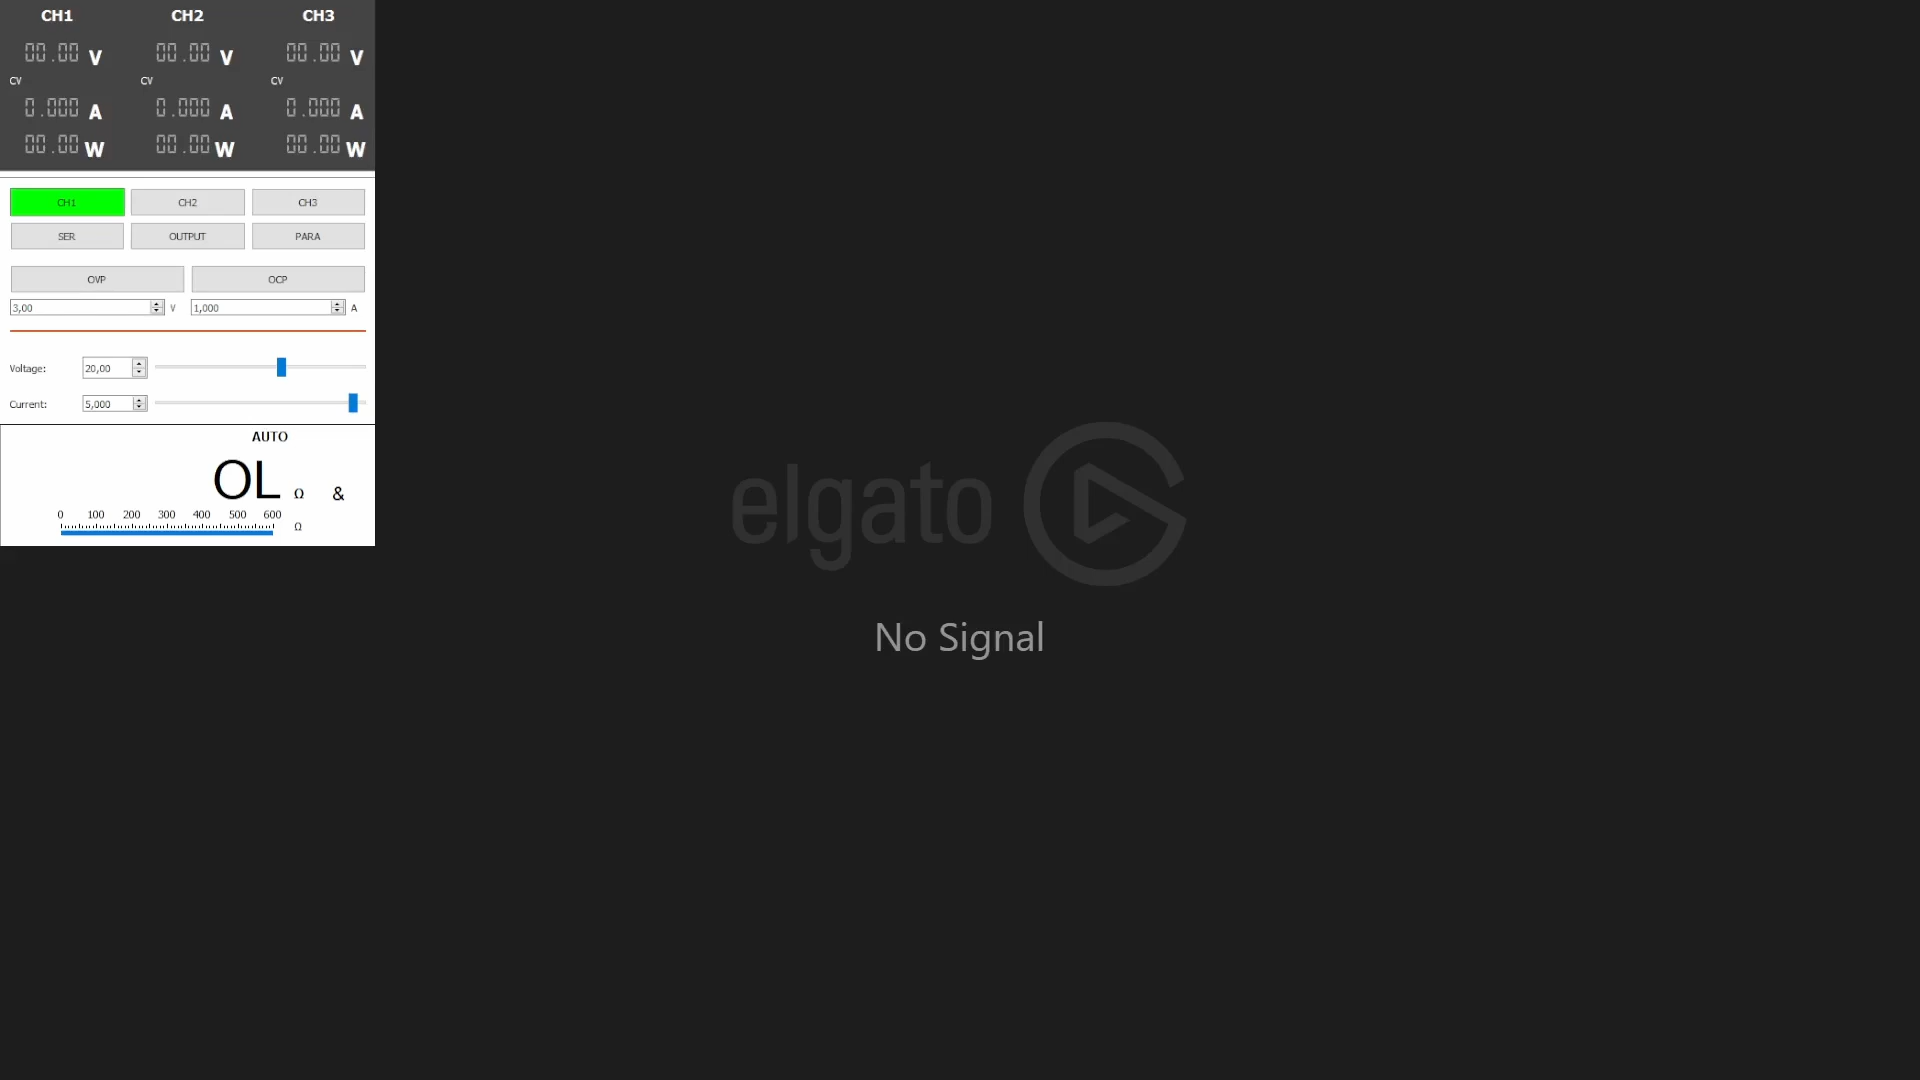 CH1 CH2 CH3
00.00 V 00.00 V 00.00 V
CV CV CV
0.000 A 0.000 A 0.000 A
00.00 W 00.00 W 00.00 W
CH1 CH2 CH3
SER OUTPUT PARA
OVP OCP
3,00 V 1,000 A
Voltage: 20,00
Current: 5,000
AUTO
OL Ω &
0 100 200 300 400 500 600
Ω
elgato
No Signal